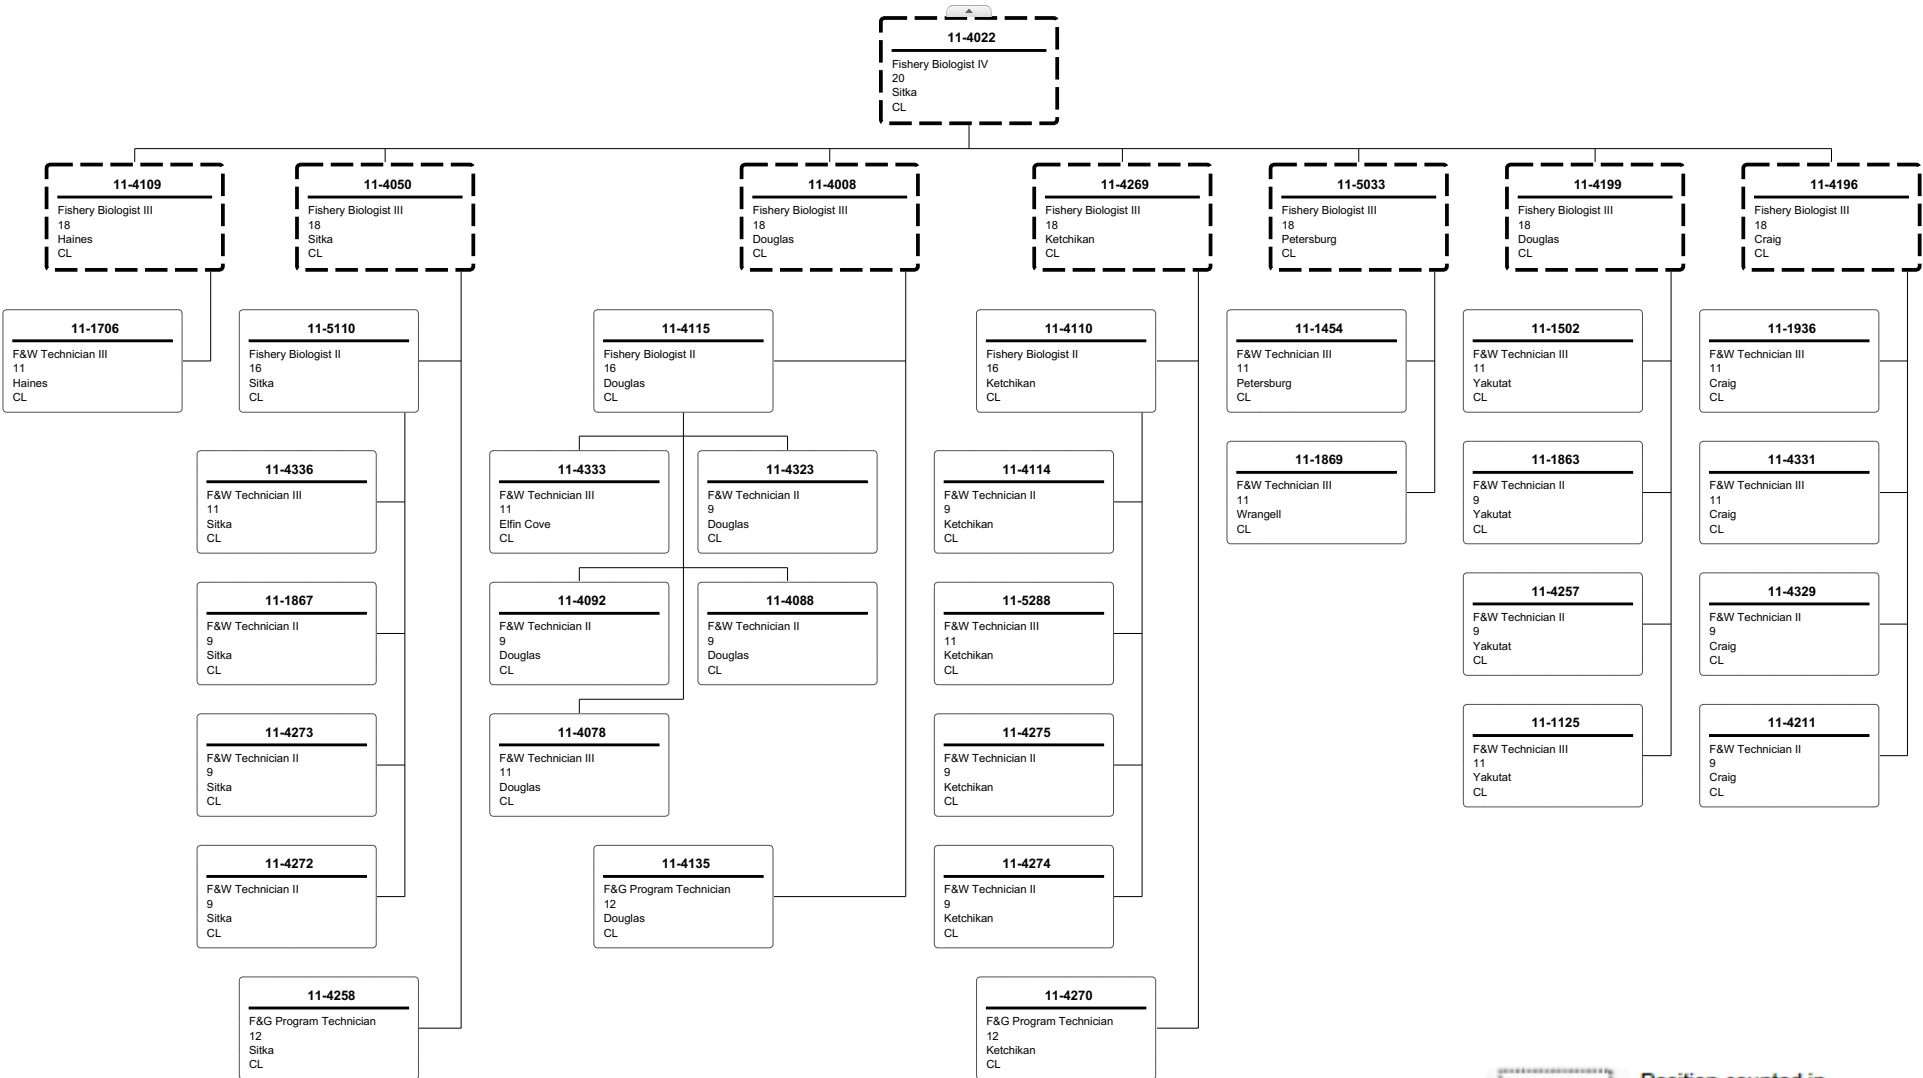 11-4022
Fishery Biologist IV
20
Sitka
CL
11-4109
Fishery Biologist III
18
Haines
CL
11-4050
Fishery Biologist III
18
Sitka
CL
11-4008
Fishery Biologist III
18
Douglas
CL
11-4269
Fishery Biologist III
18
Ketchikan
CL
11-5033
Fishery Biologist III
18
Petersburg
CL
11-4199
Fishery Biologist III
18
Douglas
CL
11-4196
Fishery Biologist III
18
Craig
CL
11-1706
F&W Technician III
11
Haines
CL
11-5110
Fishery Biologist II
16
Sitka
CL
11-4115
Fishery Biologist II
16
Douglas
CL
11-4110
Fishery Biologist II
16
Ketchikan
CL
11-1454
F&W Technician III
11
Petersburg
CL
11-1502
F&W Technician III
11
Yakutat
CL
11-1936
F&W Technician III
11
Craig
CL
11-4336
F&W Technician III
11
Sitka
CL
11-4333
F&W Technician III
11
Elfin Cove
CL
11-4323
F&W Technician II
9
Douglas
CL
11-4114
F&W Technician II
9
Ketchikan
CL
11-1869
F&W Technician III
11
Wrangell
CL
11-1863
F&W Technician II
9
Yakutat
CL
11-4331
F&W Technician III
11
Craig
CL
11-1867
F&W Technician II
9
Sitka
CL
11-4092
F&W Technician II
9
Douglas
CL
11-4088
F&W Technician II
9
Douglas
CL
11-5288
F&W Technician III
11
Ketchikan
CL
11-4257
F&W Technician II
9
Yakutat
CL
11-4329
F&W Technician II
9
Craig
CL
11-4273
F&W Technician II
9
Sitka
CL
11-4078
F&W Technician III
11
Douglas
CL
11-4275
F&W Technician II
9
Ketchikan
CL
11-1125
F&W Technician III
11
Yakutat
CL
11-4211
F&W Technician II
9
Craig
CL
11-4272
F&W Technician II
9
Sitka
CL
11-4135
F&G Program Technician
12
Douglas
CL
11-4274
F&W Technician II
9
Ketchikan
CL
11-4258
F&G Program Technician
12
Sitka
CL
11-4270
F&G Program Technician
12
Ketchikan
CL